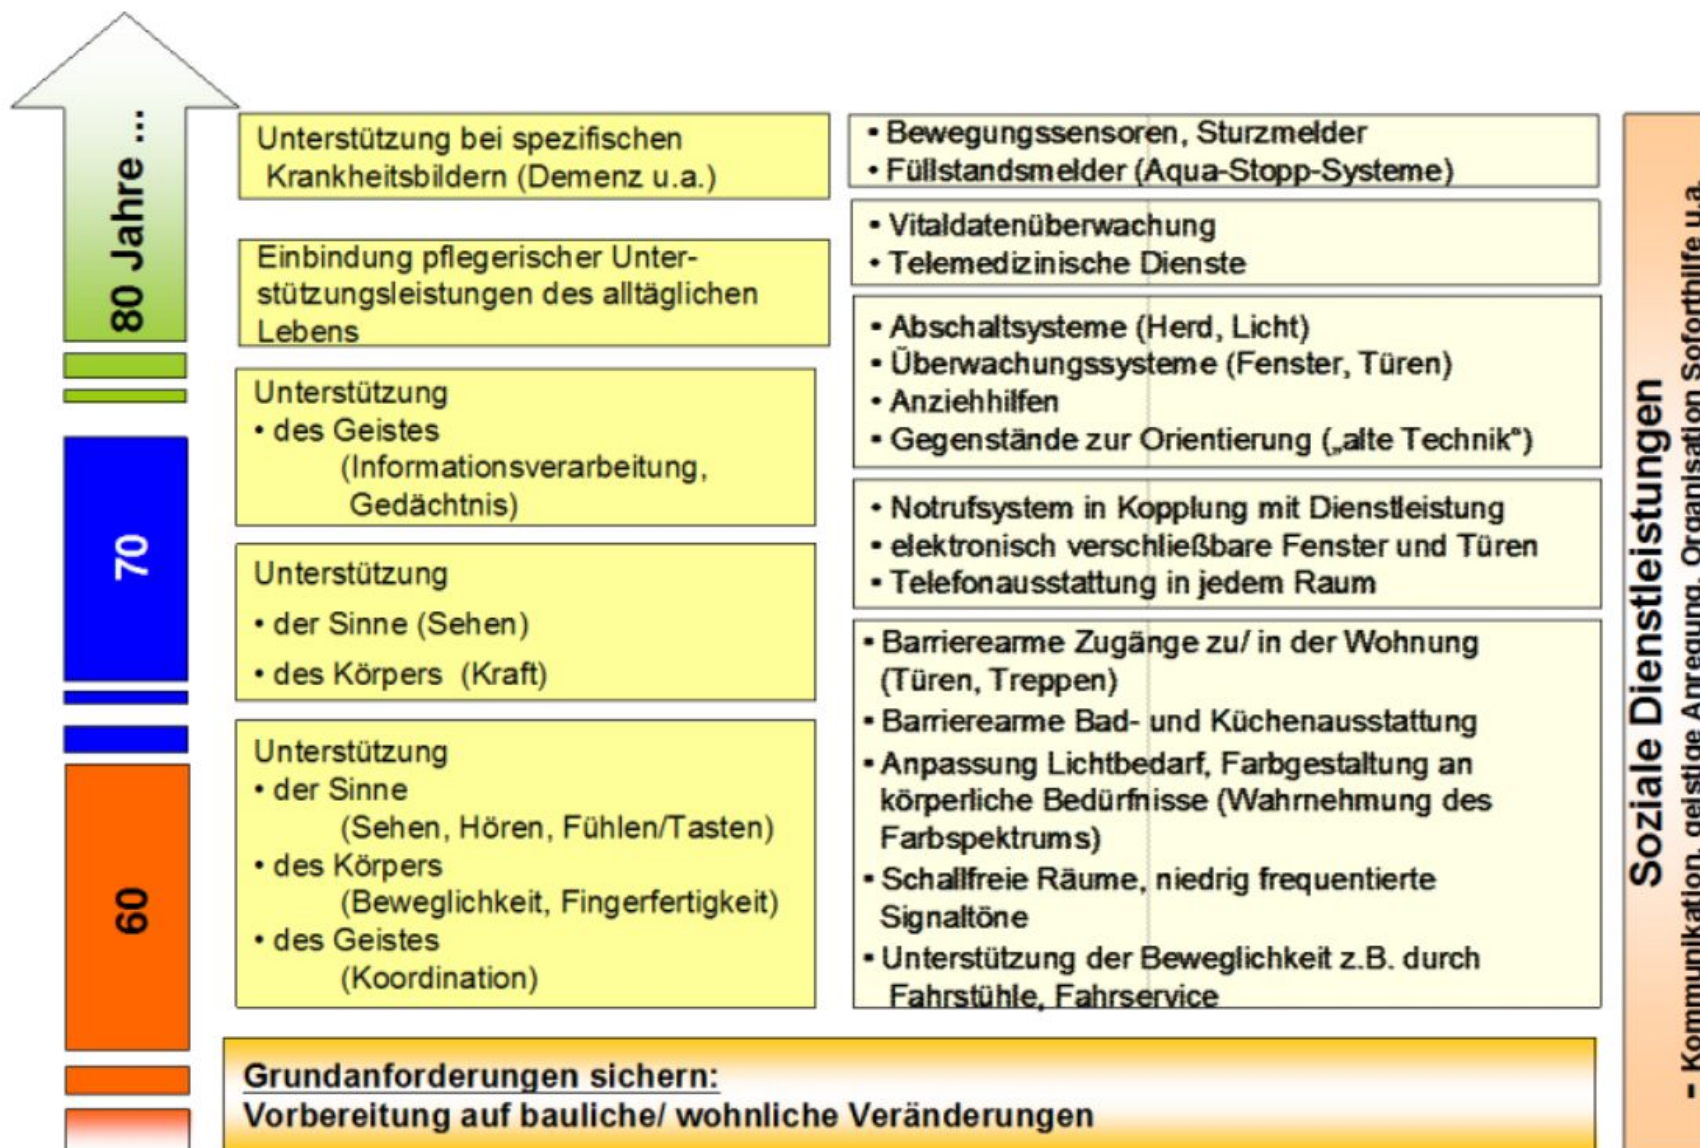 80 Jahre ...
70
60
Unterstützung bei spezifischen
Krankheitsbildern (Demenz u.a.)
Einbindung pflegerischer Unter-
stützungsleistungen des alltäglichen
Lebens
Unterstützung
• des Geistes
(Informationsverarbeitung,
Gedächtnis)
Unterstützung
• der Sinne (Sehen)
• des Körpers (Kraft)
Unterstützung
• der Sinne
(Sehen, Hören, Fühlen/Tasten)
• des Körpers
(Beweglichkeit, Fingerfertigkeit)
• des Geistes
(Koordination)
▪ Bewegungssensoren, Sturzmelder
▪ Füllstandsmelder (Aqua-Stopp-Systeme)
▪ Vitaldatenüberwachung
▪ Telemedizinische Dienste
▪ Abschaltsysteme (Herd, Licht)
▪ Überwachungssysteme (Fenster, Türen)
▪ Anziehhilfen
▪ Gegenstände zur Orientierung („alte Technik“)
▪ Notrufsystem in Kopplung mit Dienstleistung
▪ elektronisch verschließbare Fenster und Türen
▪ Telefonausstattung in jedem Raum
▪ Barrierearme Zugänge zu/ in der Wohnung
(Türen, Treppen)
▪ Barrierearme Bad- und Küchenausstattung
▪ Anpassung Lichtbedarf, Farbgestaltung an
körperliche Bedürfnisse (Wahrnehmung des
Farbspektrums)
▪ Schallfreie Räume, niedrig frequentierte
Signaltöne
▪ Unterstützung der Beweglichkeit z.B. durch
Fahrstühle, Fahrservice
Grundanforderungen sichern:
Vorbereitung auf bauliche/ wohnliche Veränderungen
Soziale Dienstleistungen
- Kommunikation, geistige Anregung, Organisation Soforthilfe u.a.